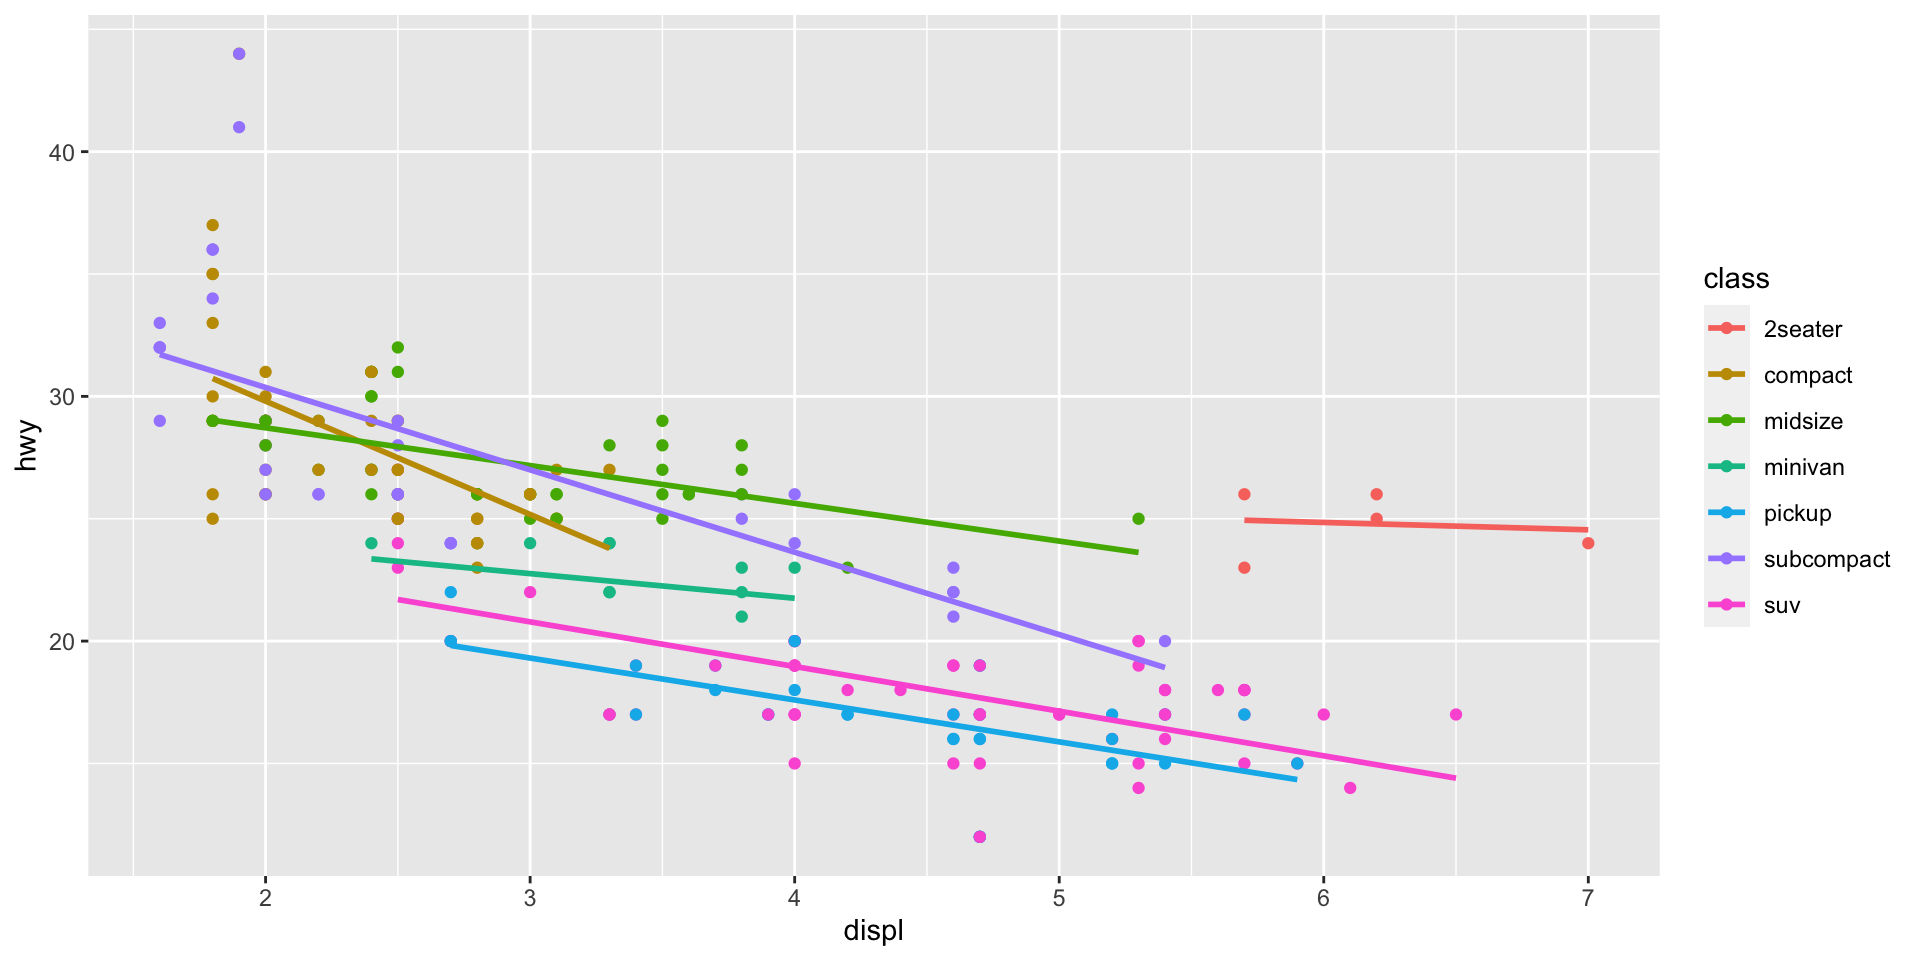 hwy
40
30
20
2
3
4
5
6
7
displ
class
2seater
compact
midsize
minivan
pickup
subcompact
suv